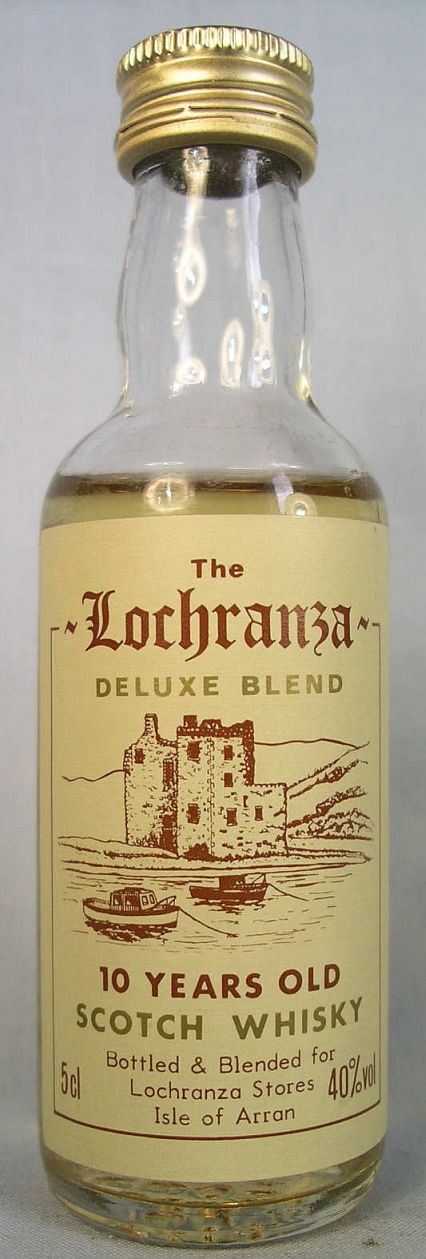 The
Lochranza
DELUXE BLEND
10 YEARS OLD
SCOTCH WHISKY
Bottled & Blended for
Lochranza Stores
Isle of Arran
5cl
40%vol